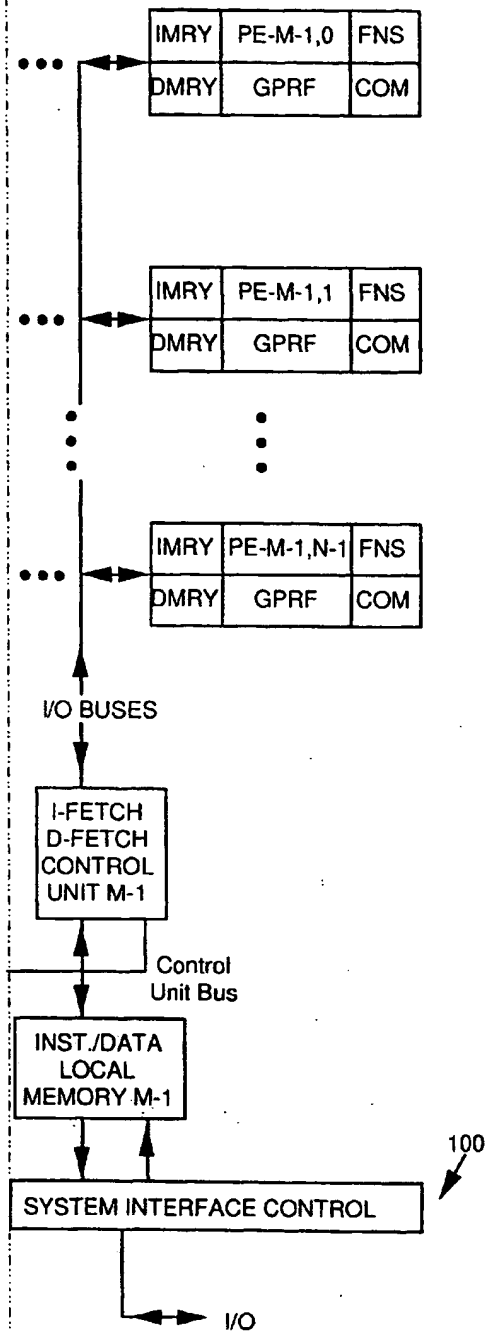 IMRY PE-M-1,0 FNS
DMRY GPRF COM
IMRY PE-M-1,1 FNS
DMRY GPRF COM
IMRY PE-M-1,N-1 FNS
DMRY GPRF COM
I/O BUSES
I-FETCH
D-FETCH
CONTROL
UNIT M-1
Control
Unit Bus
INST./DATA
LOCAL
MEMORY M-1
100
SYSTEM INTERFACE CONTROL
I/O